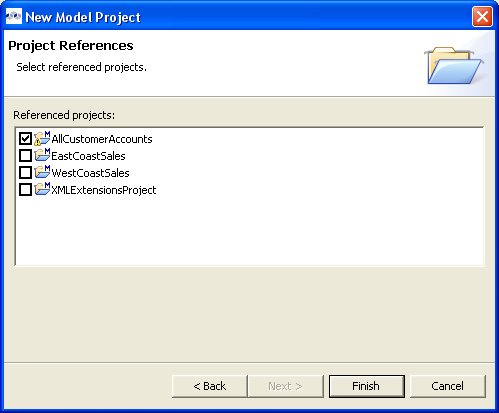 New Model Project
Project References
Select referenced projects.
Referenced projects:
AllCustomerAccounts
EastCoastSales
WestCoastSales
XMLExtensionsProject
< Back Next > Finish Cancel